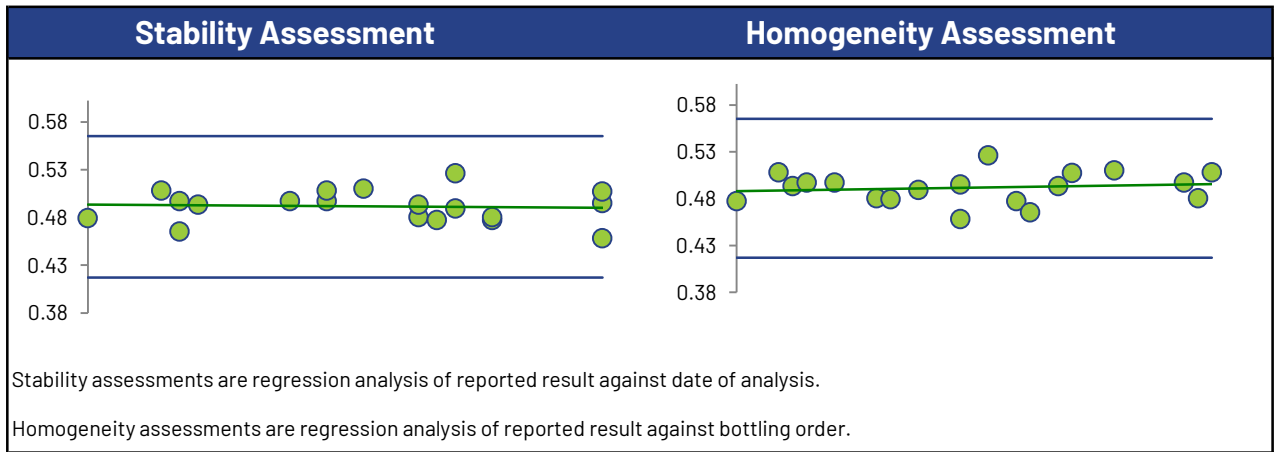 Stability Assessment
Homogeneity Assessment
0.58
0.53
0.48
0.43
0.38
0.58
0.53
0.48
0.43
0.38
Stability assessments are regression analysis of reported result against date of analysis.
Homogeneity assessments are regression analysis of reported result against bottling order.